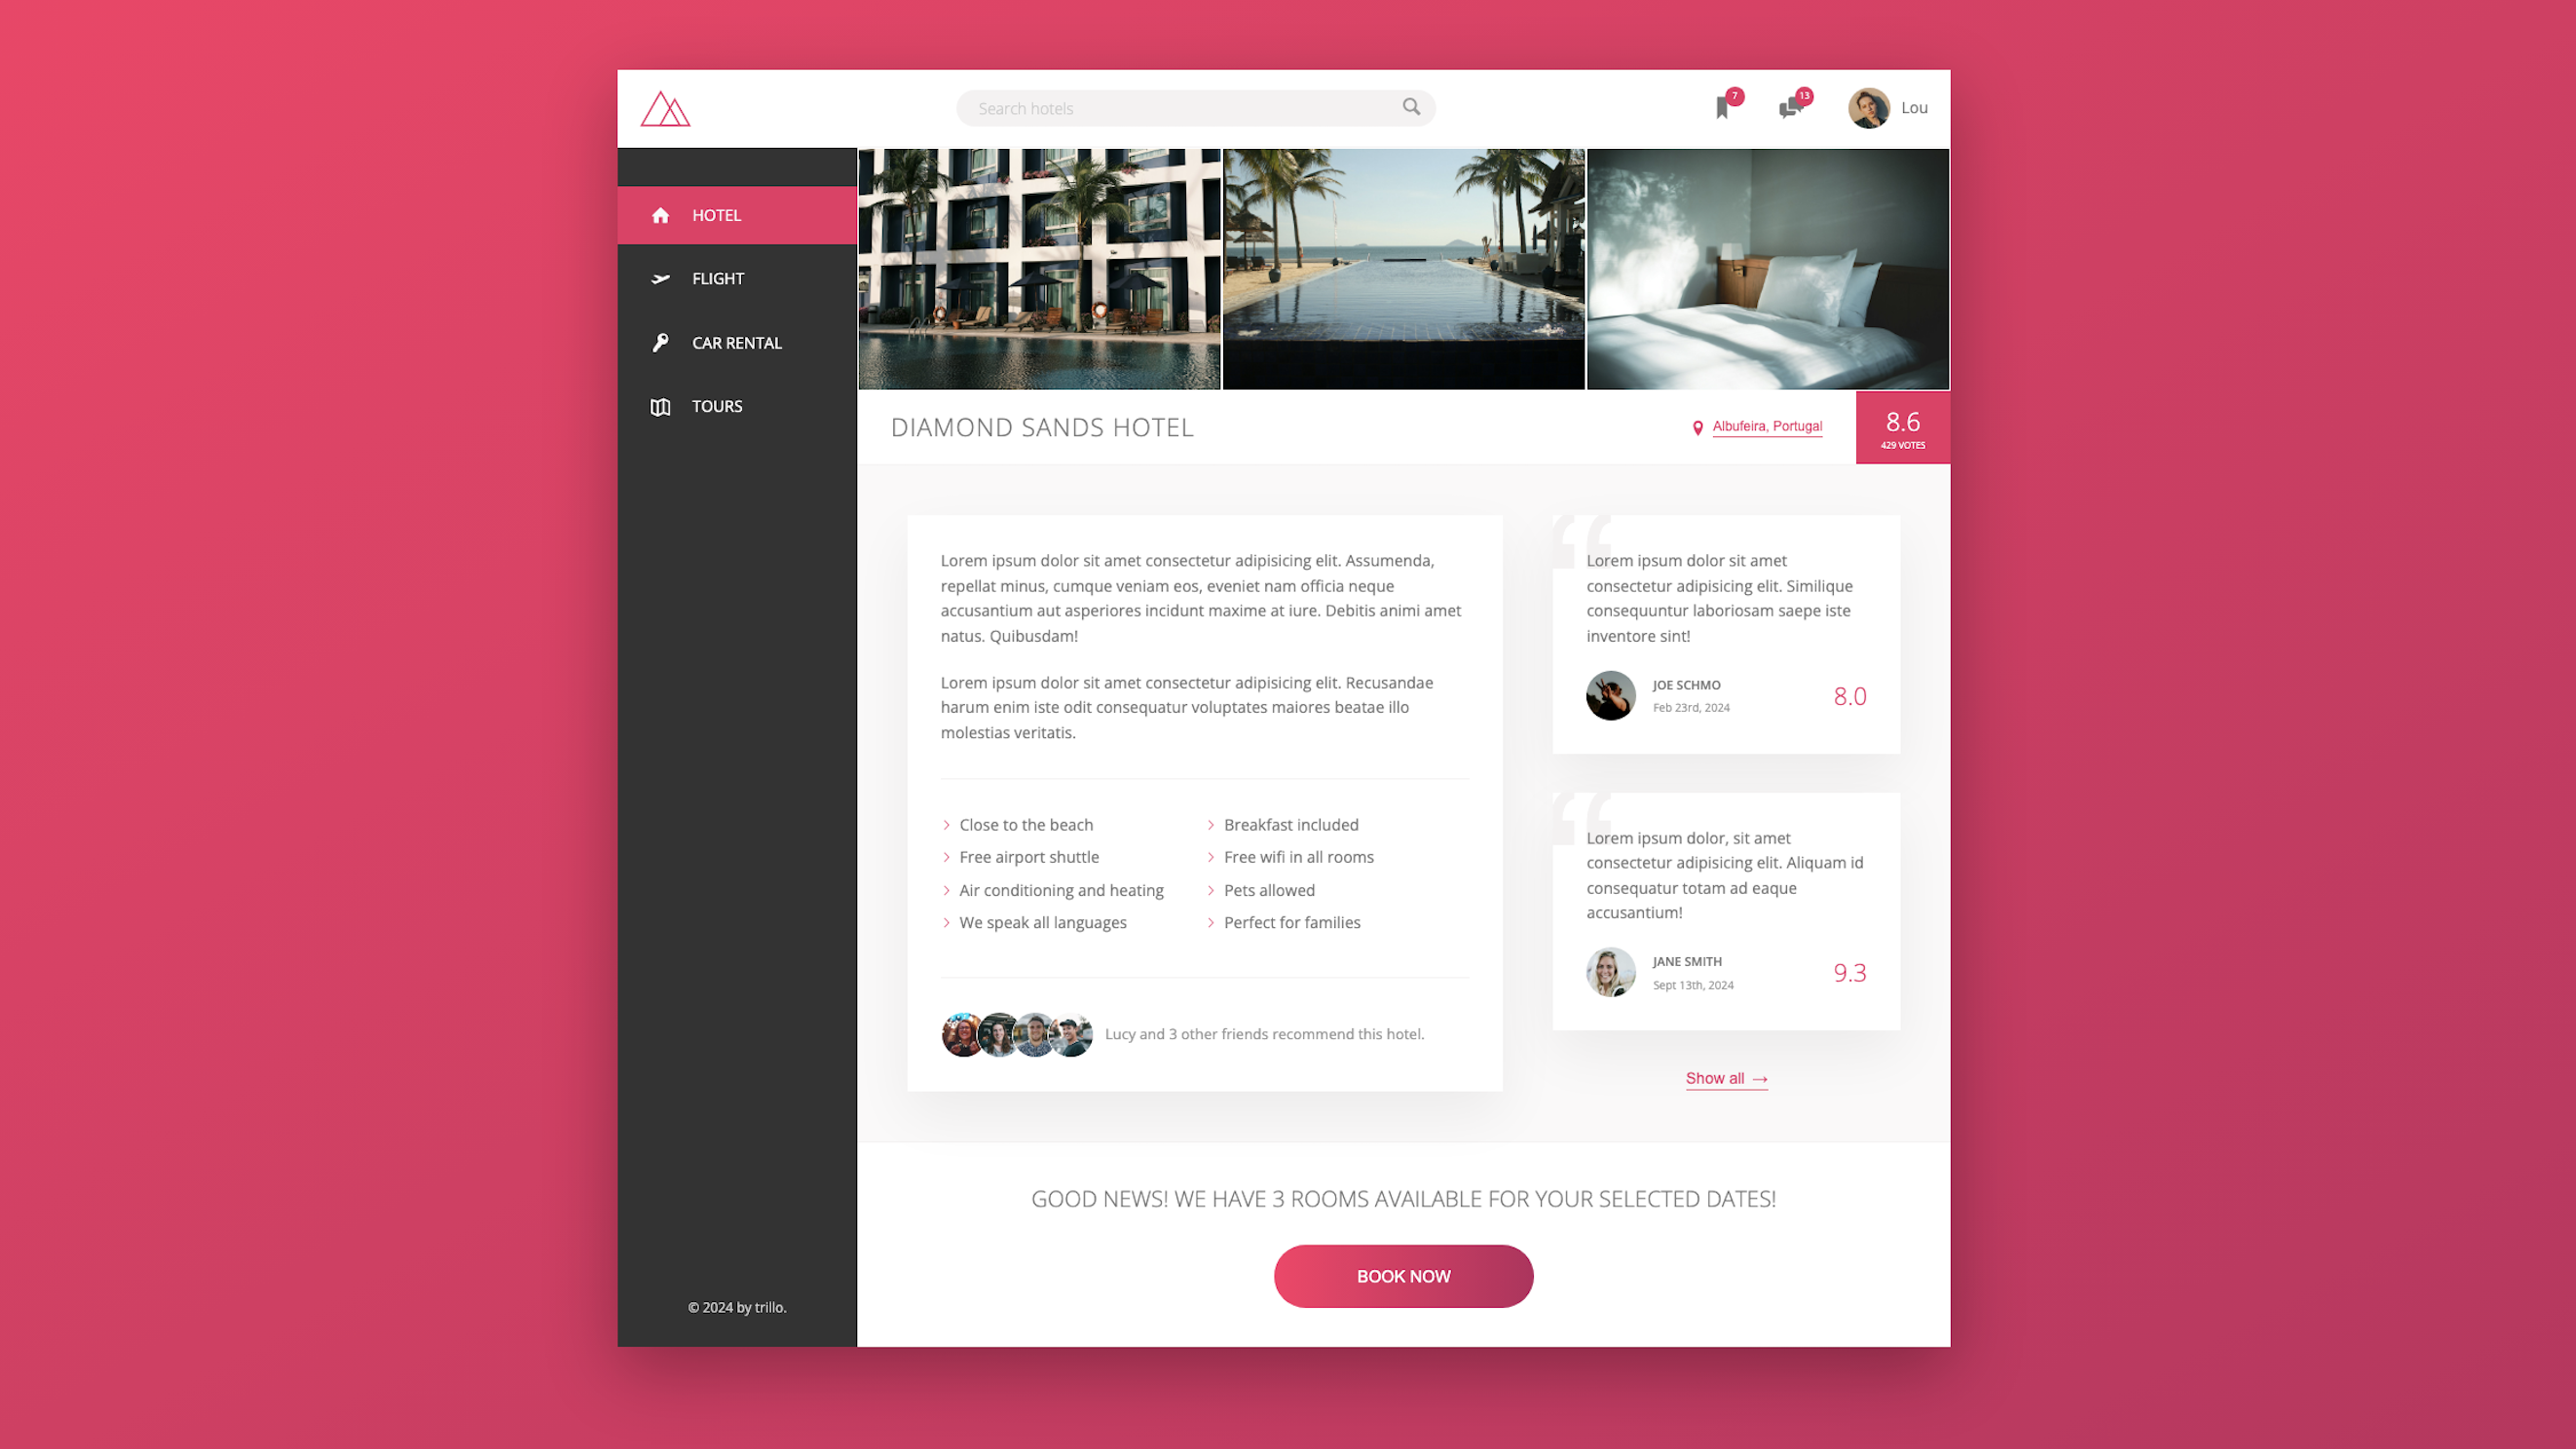 Search hotels
7
13
Lou
HOTEL
FLIGHT
CAR RENTAL
TOURS
DIAMOND SANDS HOTEL
Albufeira, Portugal
8.6
429 VOTES
Lorem ipsum dolor sit amet consectetur adipisicing elit. Assumenda,
repellat minus, cumque veniam eos, eveniet nam officia neque
accusantium aut asperiores incidunt maxime at iure. Debitis animi amet
natus. Quibusdam!
Lorem ipsum dolor sit amet consectetur adipisicing elit. Recusandae
harum enim iste odit consequatur voluptates maiores beatae illo
molestias veritatis.
Close to the beach
Breakfast included
Free airport shuttle
Free wifi in all rooms
Air conditioning and heating
Pets allowed
We speak all languages
Perfect for families
Lucy and 3 other friends recommend this hotel.
“
Lorem ipsum dolor sit amet
consectetur adipisicing elit. Similique
consequuntur laboriosam saepe iste
inventore sint!
JOE SCHMO
Feb 23rd, 2024
8.0
“
Lorem ipsum dolor, sit amet
consectetur adipisicing elit. Aliquam id
consequatur totam ad eaque
accusantium!
JANE SMITH
Sept 13th, 2024
9.3
Show all →
GOOD NEWS! WE HAVE 3 ROOMS AVAILABLE FOR YOUR SELECTED DATES!
BOOK NOW
© 2024 by trillo.